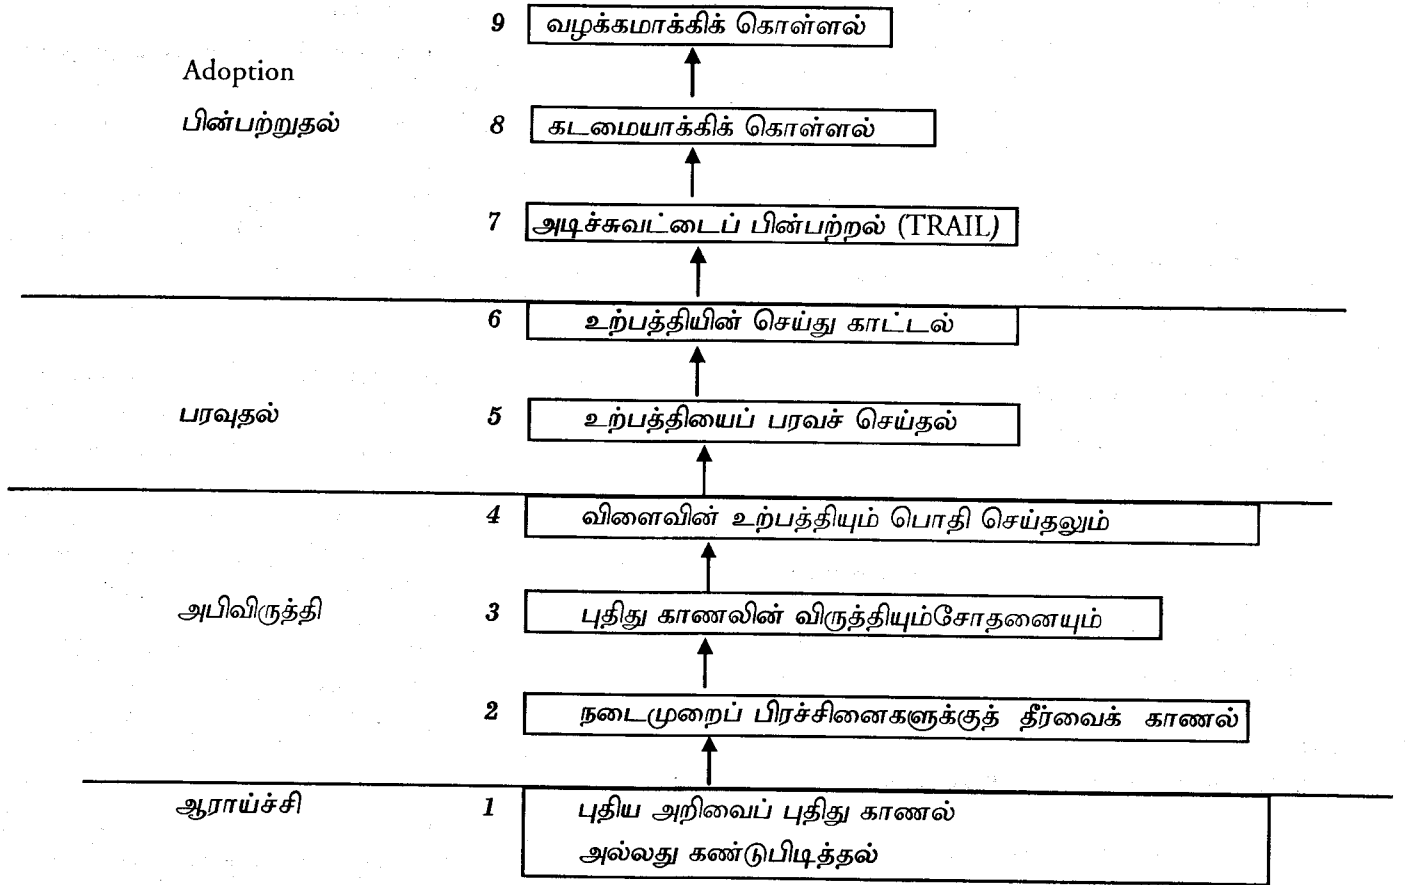 9 வழக்கமாக்கிக் கொள்ளல்
Adoption
பின்பற்றுதல் 8 கடமையாக்கிக் கொள்ளல்
7 அடிச்சுவட்டைப் பின்பற்றல் (TRAIL)
6 உற்பத்தியின் செய்து காட்டல்
பரவுதல் 5 உற்பத்தியைப் பரவச் செய்தல்
4 விளைவின் உற்பத்தியும் பொதி செய்தலும்
அபிவிருத்தி 3 புதிது காணலின் விருத்தியும்சோதனையும்
2 நடைமுறைப் பிரச்சினைகளுக்குத் தீர்வைக் காணல்
ஆராய்ச்சி 1 புதிய அறிவைப் புதிது காணல்
அல்லது கண்டுபிடித்தல்